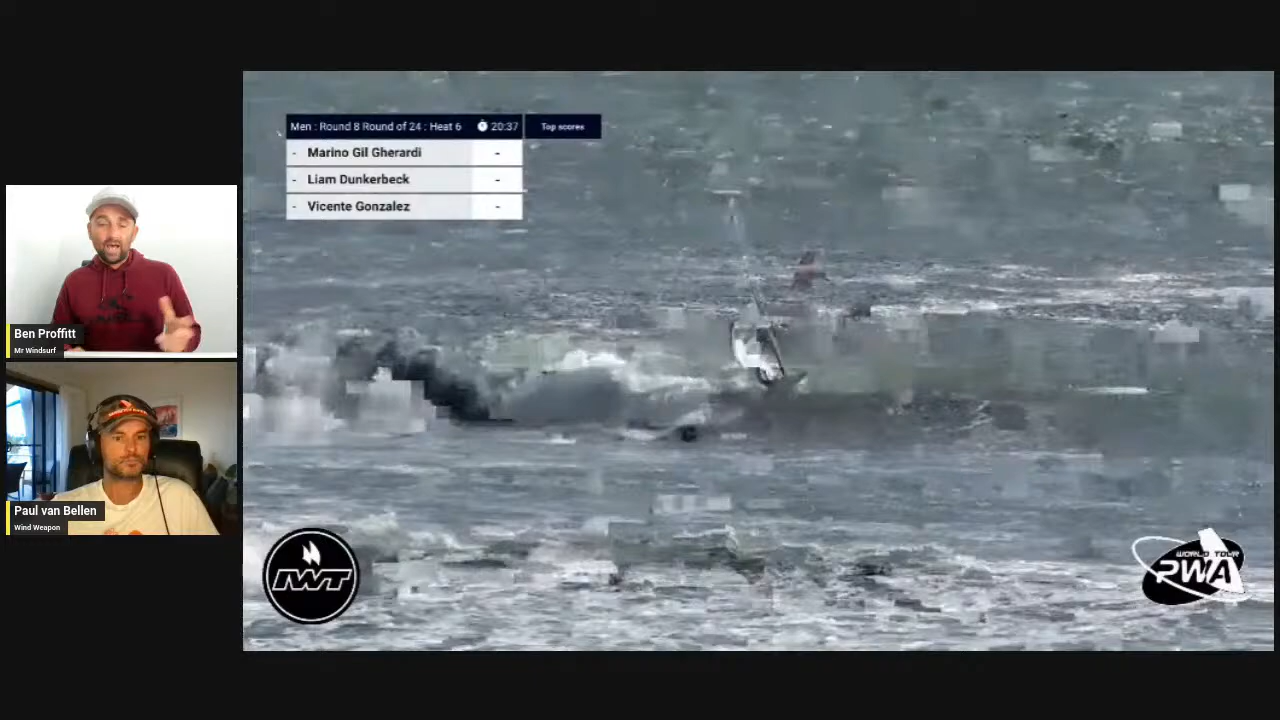 Men : Round 8 Round of 24 : Heat 6 20:37 Top scores
- Marino Gil Gherardi -
- Liam Dunkerbeck -
- Vicente Gonzalez -
Ben Proffitt
Mr Windsurf
Paul van Bellen
Wind Weapon
IWT
WORLD TOUR
PWA